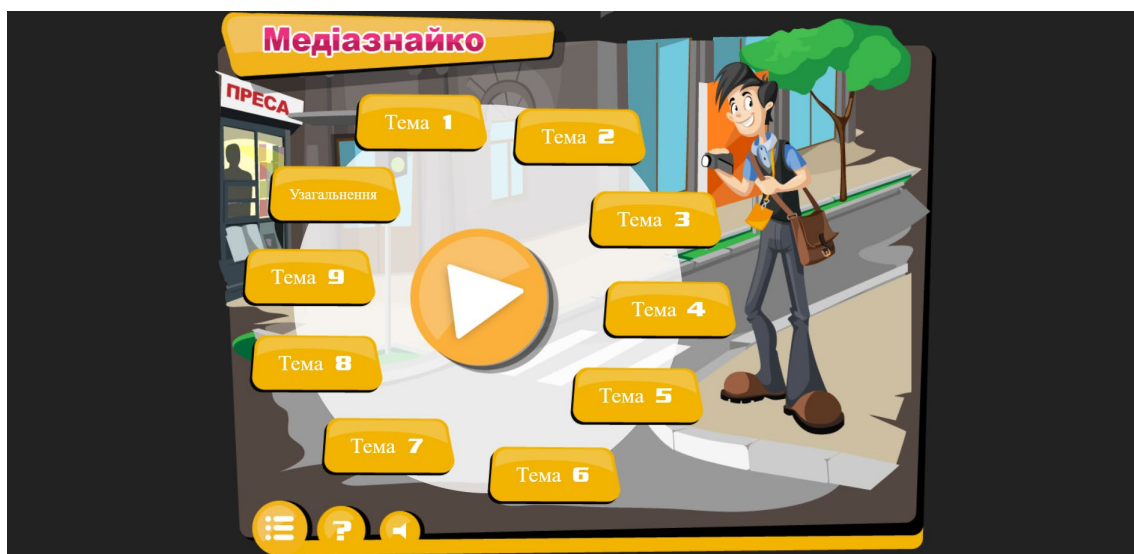 Медіазнайко
ПРЕСА
Тема 1
Тема 2
Узагальнення
Тема 3
Тема 9
Тема 4
Тема 8
Тема 5
Тема 7
Тема 6
?